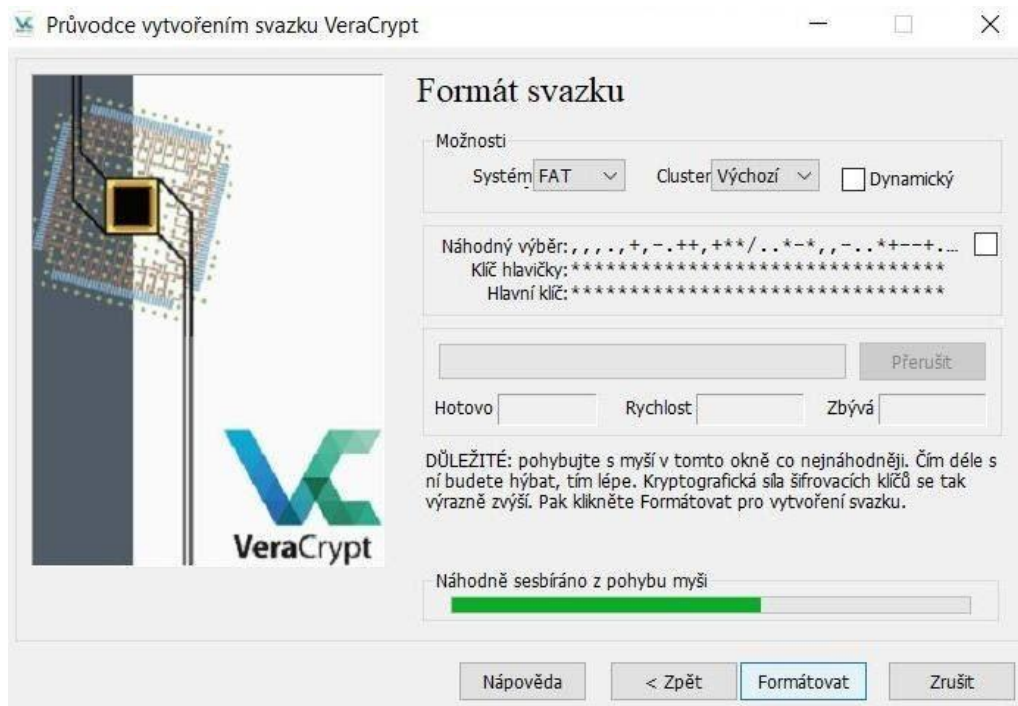 Průvodce vytvořením svazku VeraCrypt
Formát svazku
Možnosti
Systém FAT Cluster Výchozí Dynamický
Náhodný výběr:,,,.,+,-.++,+**/..*-*,,-..*+--+.…
Klíč hlavičky:********************************
Hlavní klíč:********************************
Přerušit
Hotovo Rychlost Zbývá
DŮLEŽITÉ: pohybujte s myší v tomto okně co nejnáhodněji. Čím déle s
ní budete hýbat, tím lépe. Kryptografická síla šifrovacích klíčů se tak
výrazně zvýší. Pak klikněte Formátovat pro vytvoření svazku.
VeraCrypt
Náhodně sesbíráno z pohybu myši
Nápověda < Zpět Formátovat Zrušit